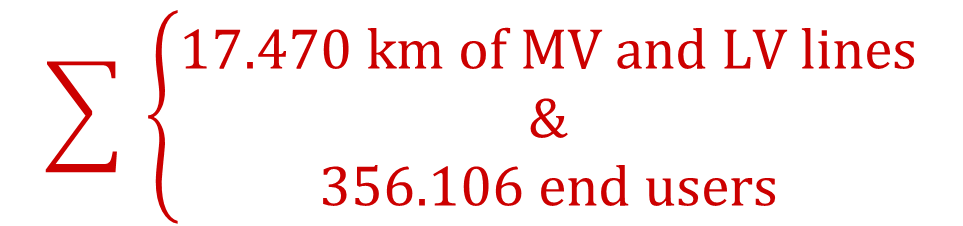 ∑ { 17.470 km of MV and LV lines
&
356.106 end users